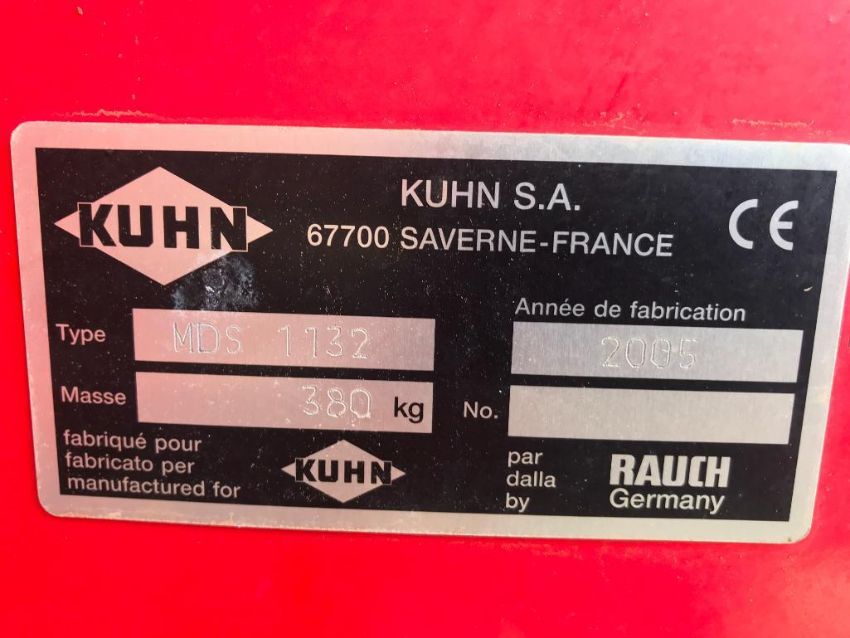 KUHN
KUHN S.A.
67700 SAVERNE-FRANCE
CE
Type MDS 1132
Année de fabrication
2005
Masse 380 kg
No.
fabriqué pour
fabricato per
manufactured for
KUHN
par
dalla
by
RAUCH
Germany